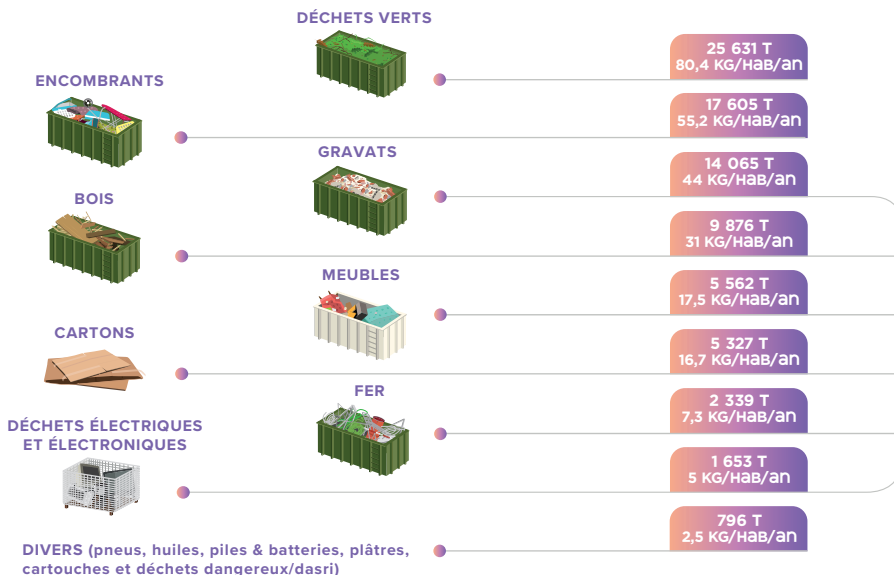 DÉCHETS VERTS
25 631 T
80,4 KG/HaB/an
ENCOMBRANTS
17 605 T
55,2 KG/HaB/an
GRAVATS
14 065 T
44 KG/HaB/an
BOIS
9 876 T
31 KG/HaB/an
MEUBLES
5 562 T
17,5 KG/HaB/an
CARTONS
5 327 T
16,7 KG/HaB/an
FER
2 339 T
7,3 KG/HaB/an
DÉCHETS ÉLECTRIQUES
ET ÉLECTRONIQUES
1 653 T
5 KG/HaB/an
DIVERS (pneus, huiles, piles & batteries, plâtres,
cartouches et déchets dangereux/dasri)
796 T
2,5 KG/HaB/an